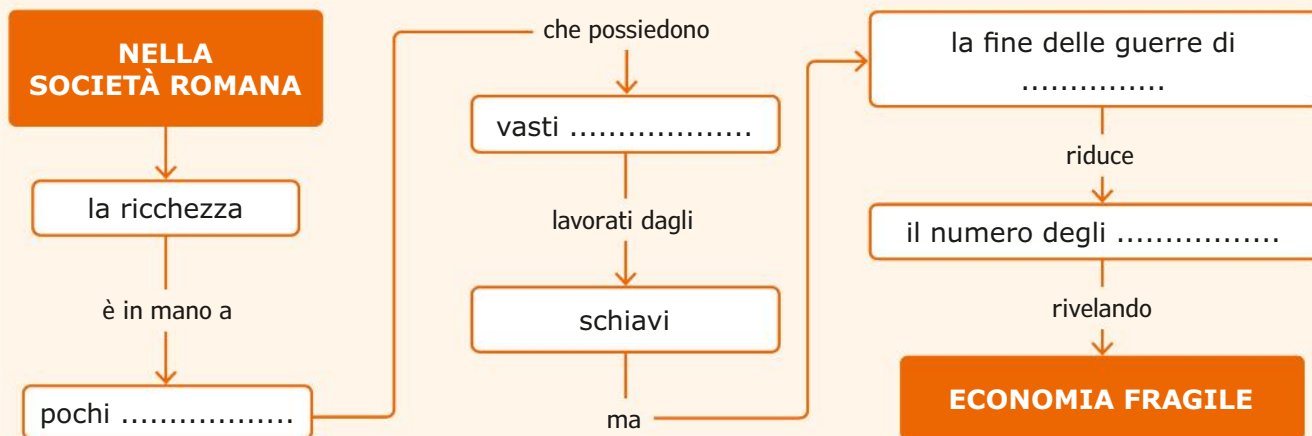 NELLA
SOCIETÀ ROMANA
la ricchezza
è in mano a
pochi ..................
che possiedono
vasti ...................
lavorati dagli
schiavi
ma
la fine delle guerre di
...............
riduce
il numero degli .................
rivelando
ECONOMIA FRAGILE